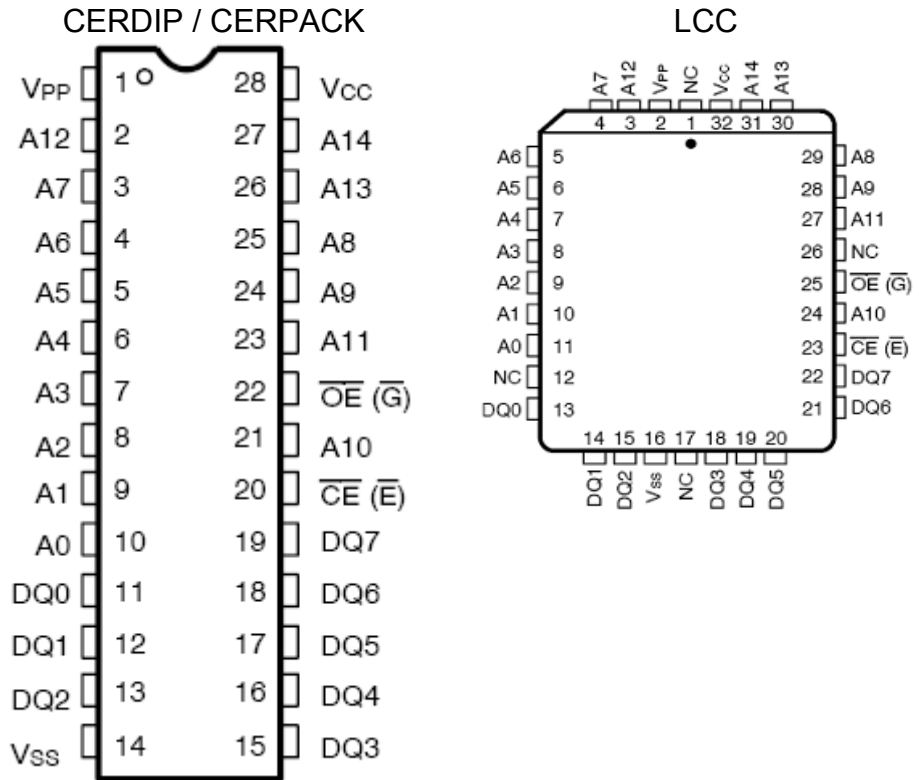 CERDIP / CERPACK
VPP 1 28 VCC
A12 2 27 A14
A7 3 26 A13
A6 4 25 A8
A5 5 24 A9
A4 6 23 A11
A3 7 22 O̅E̅ (G̅)
A2 8 21 A10
A1 9 20 C̅E̅ (E̅)
A0 10 19 DQ7
DQ0 11 18 DQ6
DQ1 12 17 DQ5
DQ2 13 16 DQ4
VSS 14 15 DQ3
LCC
A7 A12 VPP NC VCC A14 A13
4 3 2 1 32 31 30
A6 5 29 A8
A5 6 28 A9
A4 7 27 A11
A3 8 26 NC
A2 9 25 O̅E̅ (G̅)
A1 10 24 A10
A0 11 23 C̅E̅ (E̅)
NC 12 22 DQ7
DQ0 13 21 DQ6
14 15 16 17 18 19 20
DQ1 DQ2 VSS NC DQ3 DQ4 DQ5